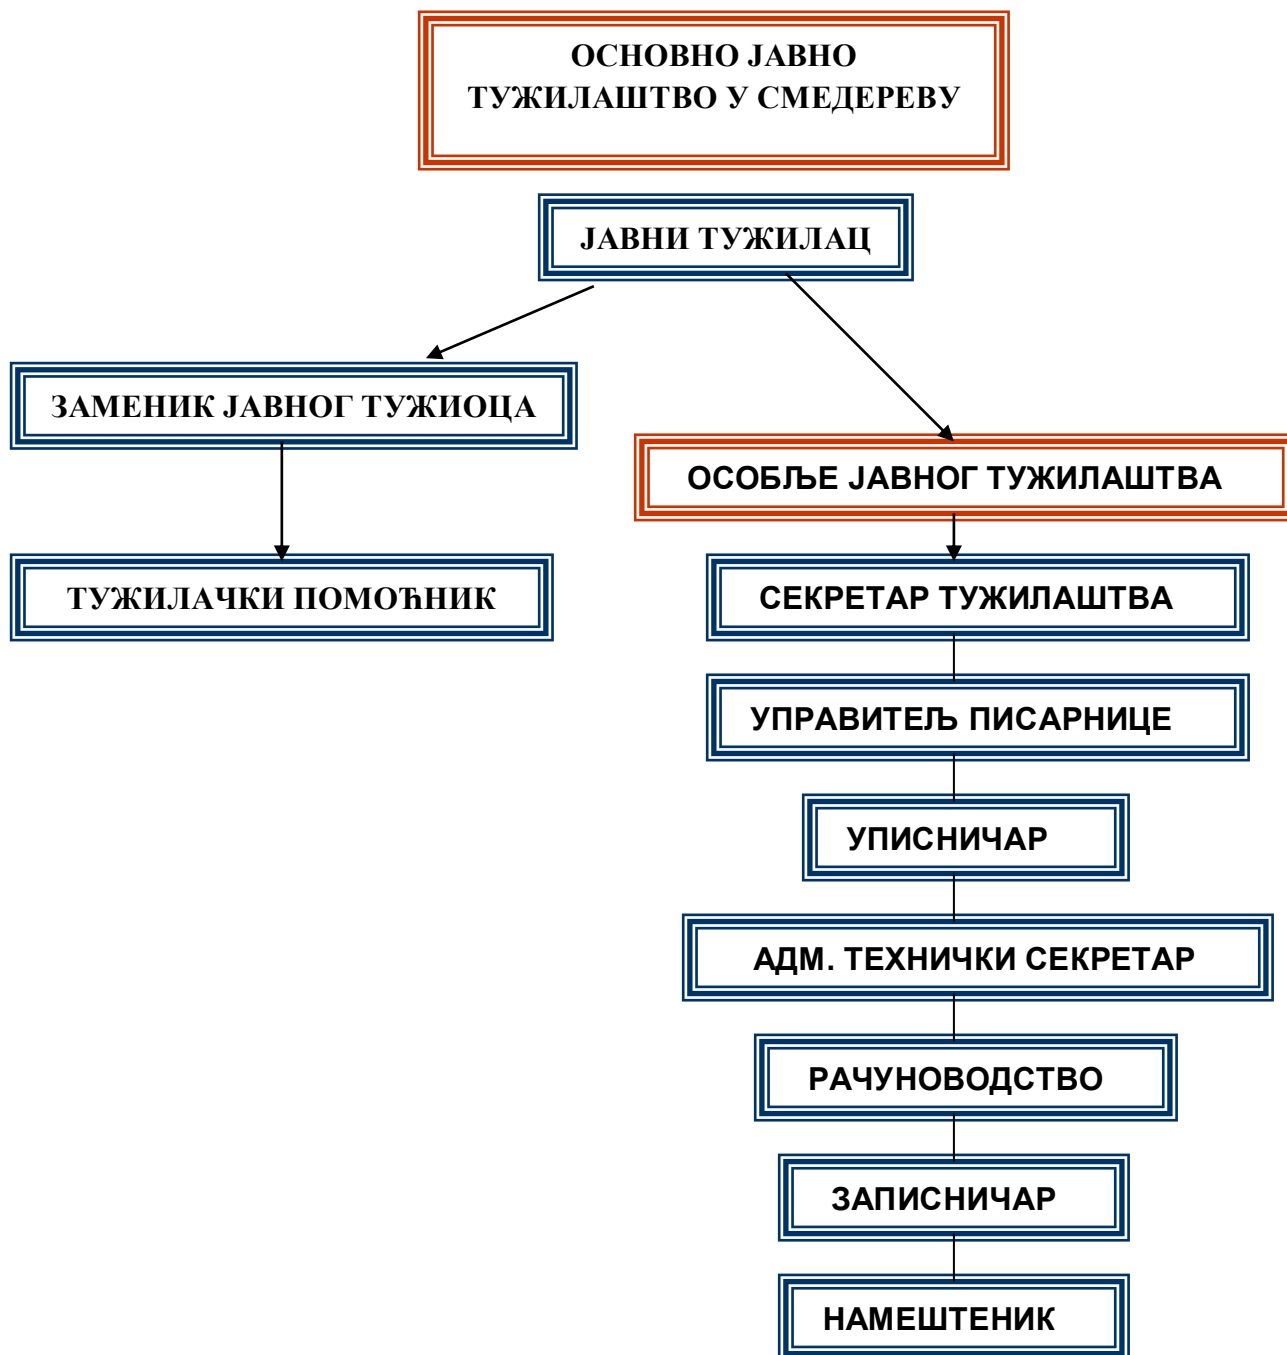 ОСНОВНО ЈАВНО
ТУЖИЛАШТВО У СМЕДЕРЕВУ
ЈАВНИ ТУЖИЛАЦ
ЗАМЕНИК ЈАВНОГ ТУЖИОЦА
ОСОБЉЕ ЈАВНОГ ТУЖИЛАШТВА
ТУЖИЛАЧКИ ПОМОЋНИК
СЕКРЕТАР ТУЖИЛАШТВА
УПРАВИТЕЉ ПИСАРНИЦЕ
УПИСНИЧАР
АДМ. ТЕХНИЧКИ СЕКРЕТАР
РАЧУНОВОДСТВО
ЗАПИСНИЧАР
НАМЕШТЕНИК